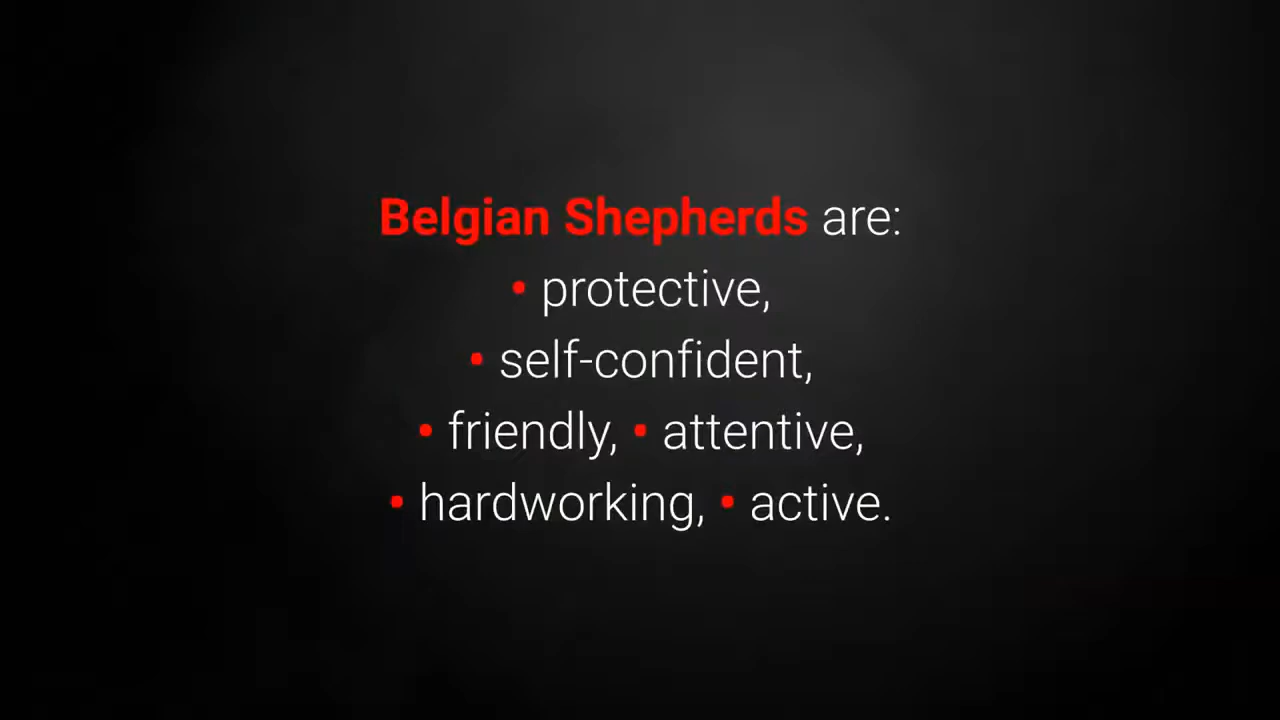 Belgian Shepherds are:
• protective,
• self-confident,
• friendly, • attentive,
• hardworking, • active.